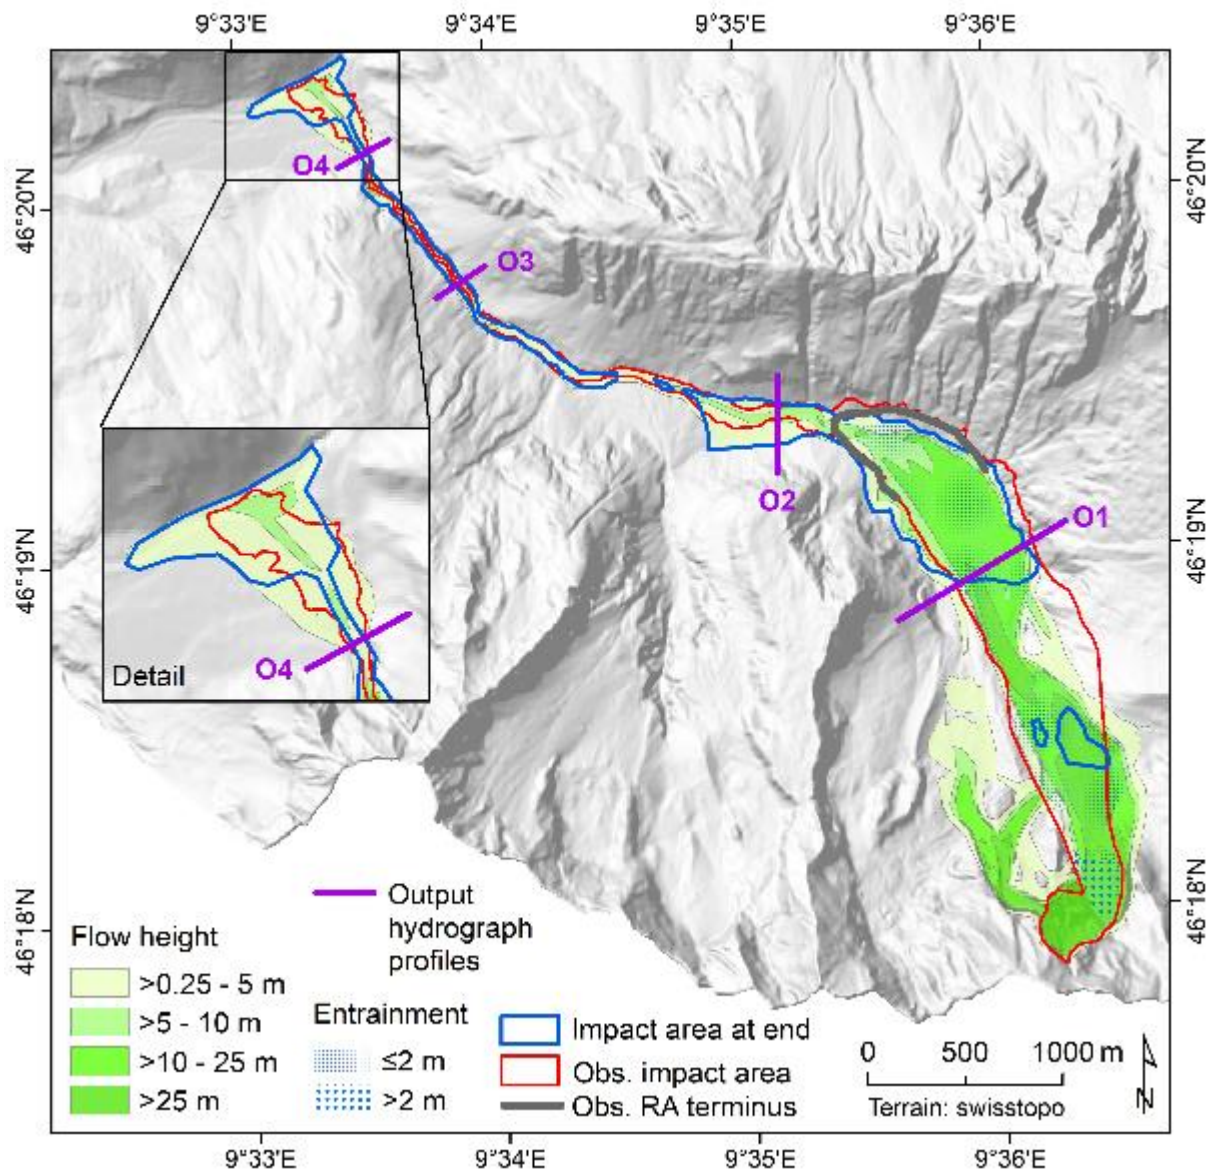 9°33'E 9°34'E 9°35'E 9°36'E
46°20'N
46°20'N
O4
O3
O2
O1
46°19'N
46°19'N
O4
Detail
46°18'N
46°18'N
Output
hydrograph
profiles
Flow height
>0.25 - 5 m
>5 - 10 m
>10 - 25 m
>25 m
Entrainment
≤2 m
>2 m
Impact area at end
Obs. impact area
Obs. RA terminus
0 500 1000 m
Terrain: swisstopo
N
9°33'E 9°34'E 9°35'E 9°36'E